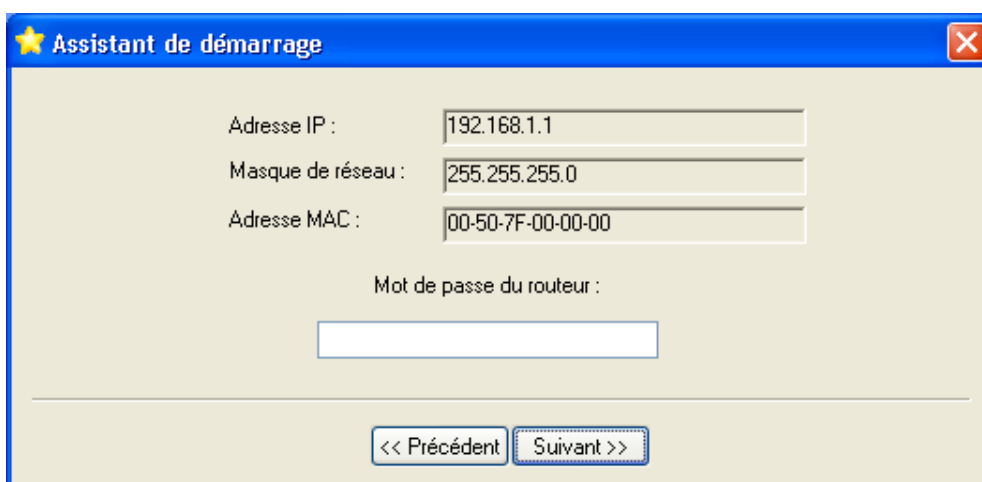 Assistant de démarrage
Adresse IP : 192.168.1.1
Masque de réseau : 255.255.255.0
Adresse MAC : 00-50-7F-00-00-00
Mot de passe du routeur :
<< Précédent Suivant >>